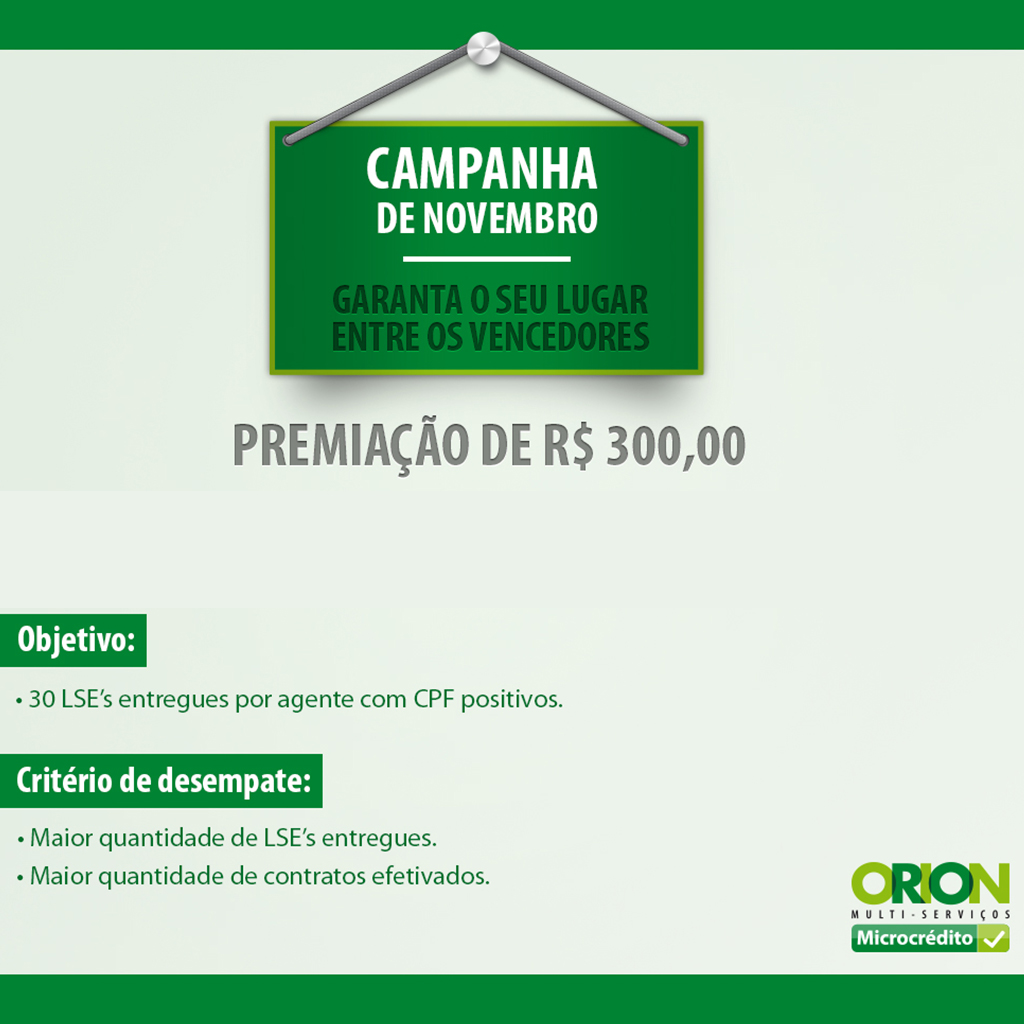 CAMPANHA
DE NOVEMBRO
GARANTA O SEU LUGAR
ENTRE OS VENCEDORES
PREMIAÇÃO DE R$ 300,00
Objetivo:
• 30 LSE’s entregues por agente com CPF positivos.
Critério de desempate:
• Maior quantidade de LSE’s entregues.
• Maior quantidade de contratos efetivados.
ORION
MULTI-SERVIÇOS
Microcrédito